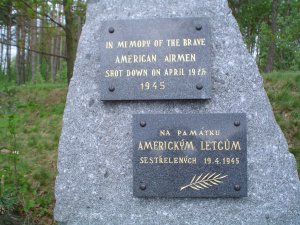 IN MEMORY OF THE BRAVE
AMERICAN AIRMEN
SHOT DOWN ON APRIL 19TH
1945
NA PAMÁTKU
AMERICKÝM LETCŮM
SESTŘELENÝCH 19.4.1945